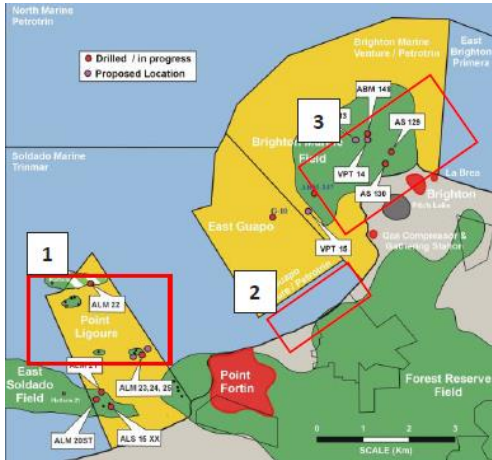 North Marine
Petrotrin
Drilled / in progress
Proposed Location
Brighton Marine
Venture / Petrotrin
East
Brighton
Primera
ABM 148
3
AS 129
Brighton
Field
VPT 14
AS 130
La Brea
Brighton
Pitch Lake
Soldado Marine
Trinmar
East Guapo
VPT 15
Gas Compressor &
Gathering Station
1
2
ALM 22
Point
Ligoure
ALM 23, 24, 25
East
Soldado
Field
ALM 20ST
ALS 15 XX
Point
Fortin
Forest Reserve
Field
0 1 2 3
SCALE (Km)